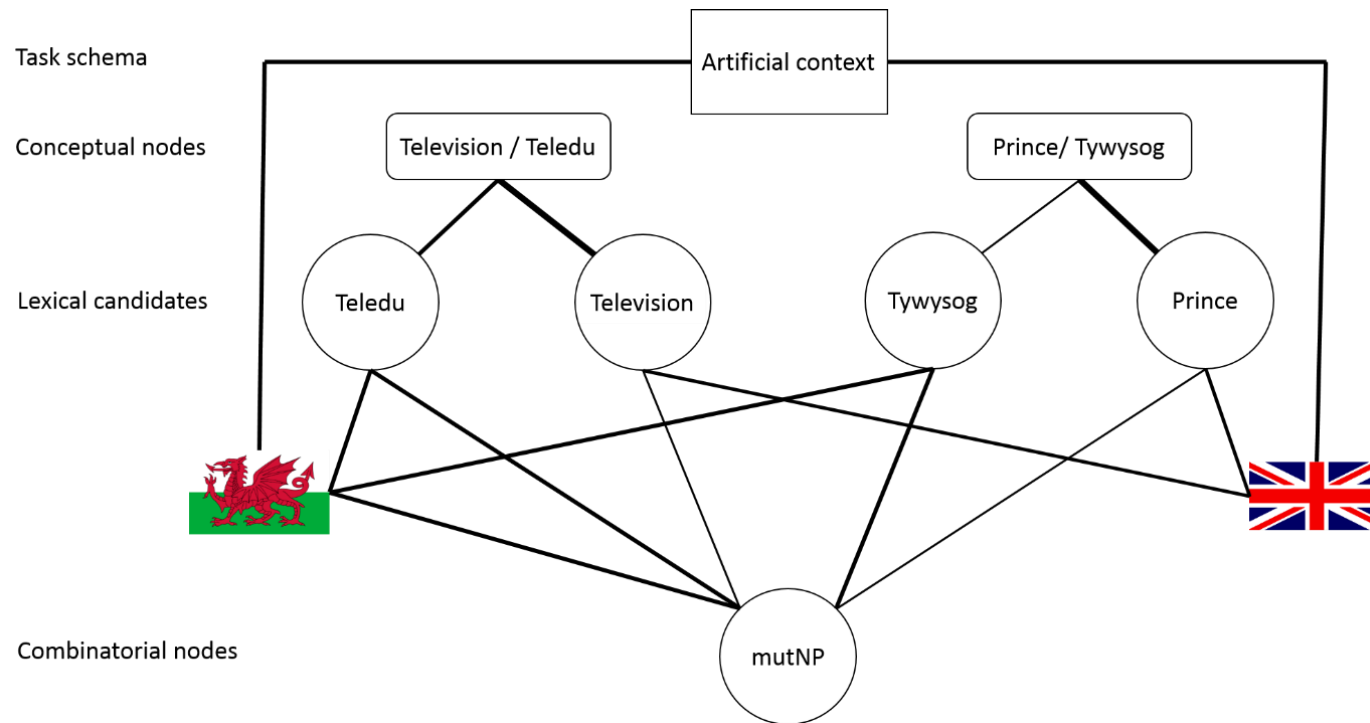 Task schema
Artificial context
Conceptual nodes
Television / Teledu
Prince/ Tywysog
Lexical candidates
Teledu
Television
Tywysog
Prince
Combinatorial nodes
mutNP